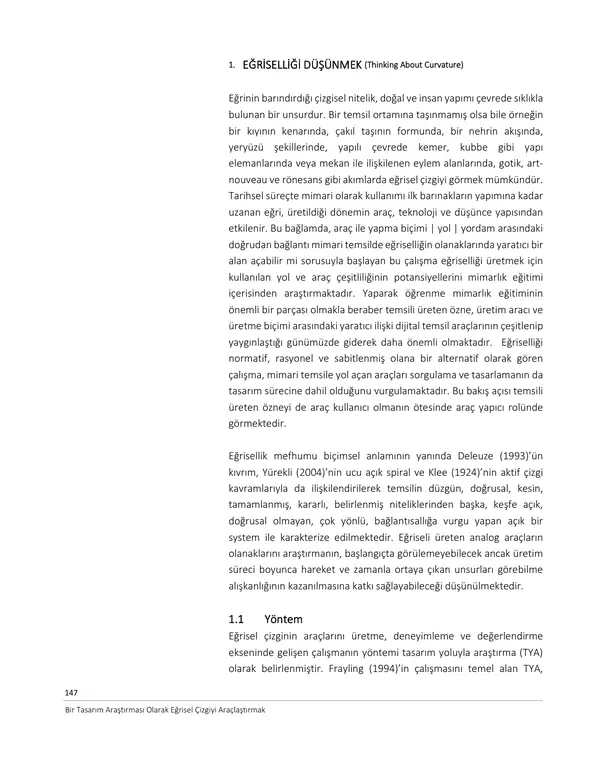 1. EĞRİSELLİĞİ DÜŞÜNMEK (Thinking About Curvature)
Eğrinin barındırdığı çizgisel nitelik, doğal ve insan yapımı çevrede sıklıkla
bulunan bir unsurdur. Bir temsil ortamına taşınmamış olsa bile örneğin
bir kıyının kenarında, çakıl taşının formunda, bir nehrin akışında,
yeryüzü şekillerinde, yapılı çevrede kemer, kubbe gibi yapı
elemanlarında veya mekan ile ilişkilenen eylem alanlarında, gotik, art-
nouveau ve rönesans gibi akımlarda eğrisel çizgiyi görmek mümkündür.
Tarihsel süreçte mimari olarak kullanımı ilk barınakların yapımına kadar
uzanan eğri, üretildiği dönemin araç, teknoloji ve düşünce yapısından
etkilenir. Bu bağlamda, araç ile yapma biçimi | yol | yordam arasındaki
doğrudan bağlantı mimari temsilde eğriselliğin olanaklarında yaratıcı bir
alan açabilir mi sorusuyla başlayan bu çalışma eğriselliği üretmek için
kullanılan yol ve araç çeşitliliğinin potansiyellerini mimarlık eğitimi
içerisinden araştırmaktadır. Yaparak öğrenme mimarlık eğitiminin
önemli bir parçası olmakla beraber temsili üreten özne, üretim aracı ve
üretme biçimi arasındaki yaratıcı ilişki dijital temsil araçlarının çeşitlenip
yaygınlaştığı günümüzde giderek daha önemli olmaktadır. Eğriselliği
normatif, rasyonel ve sabitlenmiş olana bir alternatif olarak gören
çalışma, mimari temsile yol açan araçları sorgulama ve tasarlamanın da
tasarım sürecine dahil olduğunu vurgulamaktadır. Bu bakış açısı temsili
üreten özneyi de araç kullanıcı olmanın ötesinde araç yapıcı rolünde
görmektedir.
Eğrisellik mefhumu biçimsel anlamının yanında Deleuze (1993)’ün
kıvrım, Yürekli (2004)’nin ucu açık spiral ve Klee (1924)’nin aktif çizgi
kavramlarıyla da ilişkilendirilerek temsilin düzgün, doğrusal, kesin,
tamamlanmış, kararlı, belirlenmiş niteliklerinden başka, keşfe açık,
doğrusal olmayan, çok yönlü, bağlantısallığa vurgu yapan açık bir
system ile karakterize edilmektedir. Eğriseli üreten analog araçların
olanaklarını araştırmanın, başlangıçta görülemeyebilecek ancak üretim
süreci boyunca hareket ve zamanla ortaya çıkan unsurları görebilme
alışkanlığının kazanılmasına katkı sağlayabileceği düşünülmektedir.
1.1 Yöntem
Eğrisel çizginin araçlarını üretme, deneyimleme ve değerlendirme
ekseninde gelişen çalışmanın yöntemi tasarım yoluyla araştırma (TYA)
olarak belirlenmiştir. Frayling (1994)’in çalışmasını temel alan TYA,
147
Bir Tasarım Araştırması Olarak Eğrisel Çizgiyi Araçlaştırmak